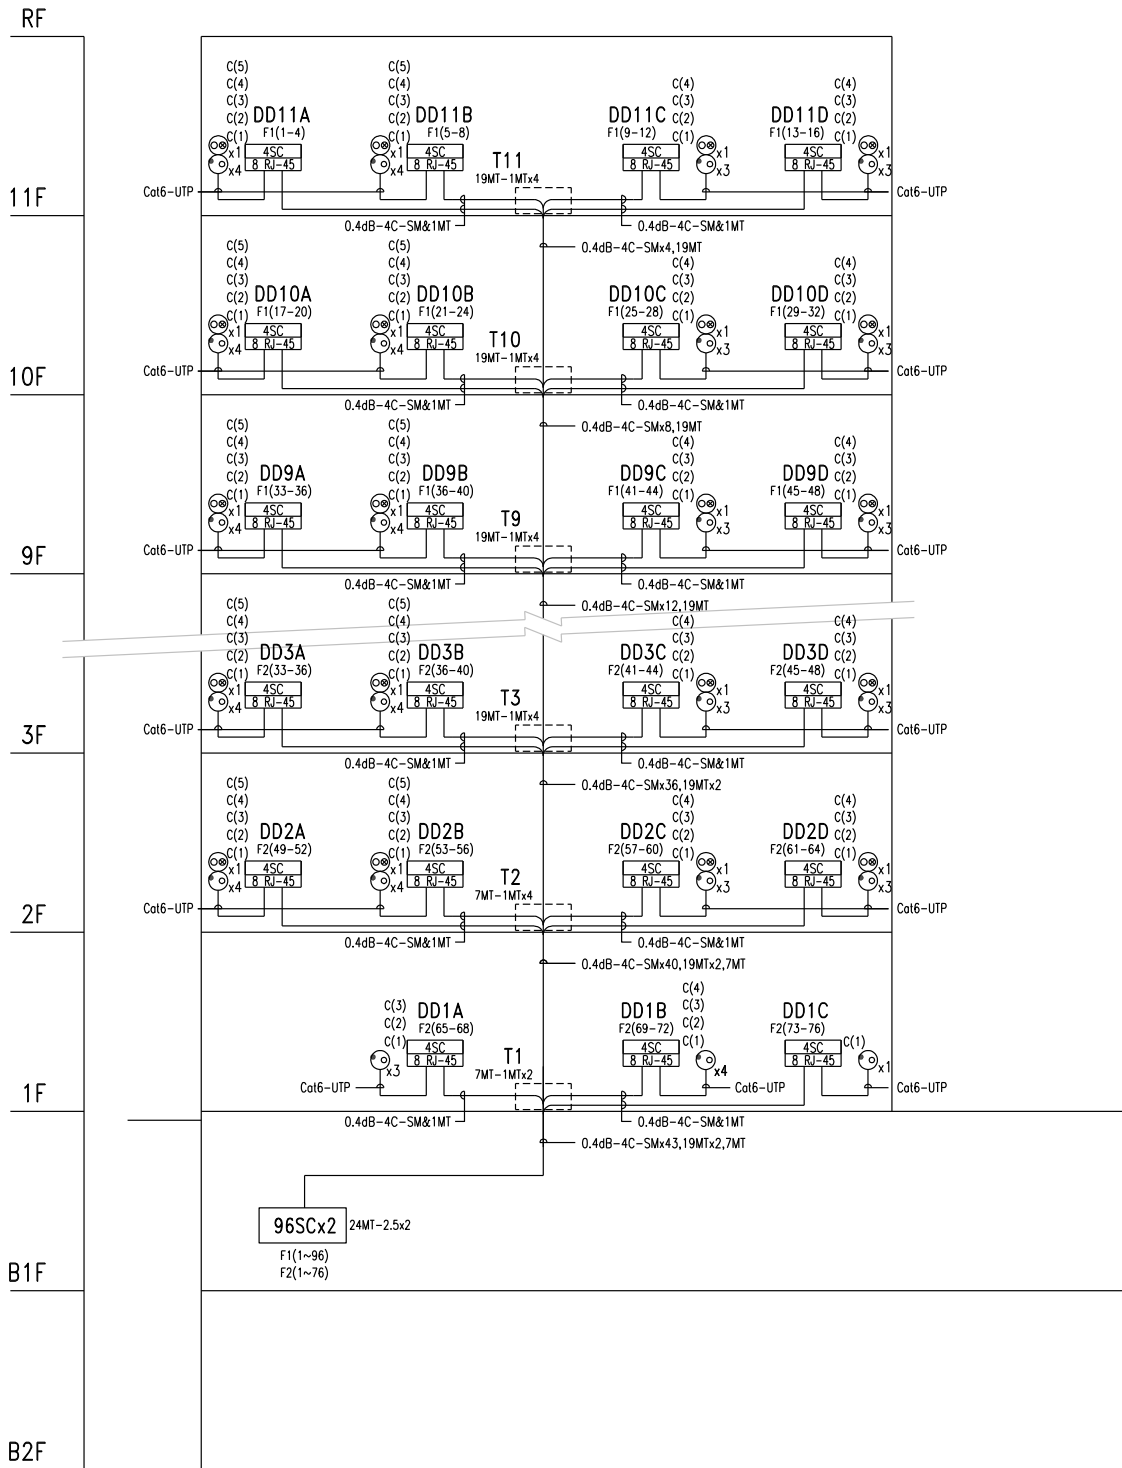 RF
C(5) C(5)
C(4) C(4) C(4) C(4)
C(3) C(3) C(3) C(3)
C(2) DD11A C(2) DD11B DD11C C(2) DD11D C(2)
C(1) F1(1-4) C(1) F1(5-8) F1(9-12) C(1) F1(13-16) C(1)
x1 4SC x1 4SC 4SC x1 4SC x1
x4 8 RJ-45 x4 8 RJ-45 T11 8 RJ-45 x3 8 RJ-45 x3
19MT-1MTx4
11F Cat6-UTP Cat6-UTP
0.4dB-4C-SM&1MT 0.4dB-4C-SM&1MT
0.4dB-4C-SMx4,19MT
C(5) C(5)
C(4) C(4) C(4) C(4)
C(3) C(3) C(3) C(3)
C(2) DD10A C(2) DD10B DD10C C(2) DD10D C(2)
C(1) F1(17-20) C(1) F1(21-24) F1(25-28) C(1) F1(29-32) C(1)
x1 4SC x1 4SC 4SC x1 4SC x1
x4 8 RJ-45 x4 8 RJ-45 T10 8 RJ-45 x3 8 RJ-45 x3
19MT-1MTx4
10F Cat6-UTP Cat6-UTP
0.4dB-4C-SM&1MT 0.4dB-4C-SM&1MT
0.4dB-4C-SMx8,19MT
C(5) C(5)
C(4) C(4) C(4) C(4)
C(3) C(3) C(3) C(3)
C(2) DD9A C(2) DD9B DD9C C(2) DD9D C(2)
C(1) F1(33-36) C(1) F1(36-40) F1(41-44) C(1) F1(45-48) C(1)
x1 4SC x1 4SC 4SC x1 4SC x1
x4 8 RJ-45 x4 8 RJ-45 T9 8 RJ-45 x3 8 RJ-45 x3
19MT-1MTx4
9F Cat6-UTP Cat6-UTP
0.4dB-4C-SM&1MT 0.4dB-4C-SM&1MT
0.4dB-4C-SMx12,19MT
C(5) C(5)
C(4) C(4) C(4) C(4)
C(3) C(3) C(3) C(3)
C(2) DD3A C(2) DD3B DD3C C(2) DD3D C(2)
C(1) F2(33-36) C(1) F2(36-40) F2(41-44) C(1) F2(45-48) C(1)
x1 4SC x1 4SC 4SC x1 4SC x1
x4 8 RJ-45 x4 8 RJ-45 T3 8 RJ-45 x3 8 RJ-45 x3
19MT-1MTx4
3F Cat6-UTP Cat6-UTP
0.4dB-4C-SM&1MT 0.4dB-4C-SM&1MT
0.4dB-4C-SMx36,19MTx2
C(5) C(5)
C(4) C(4) C(4) C(4)
C(3) C(3) C(3) C(3)
C(2) DD2A C(2) DD2B DD2C C(2) DD2D C(2)
C(1) F2(49-52) C(1) F2(53-56) F2(57-60) C(1) F2(61-64) C(1)
x1 4SC x1 4SC 4SC x1 4SC x1
x4 8 RJ-45 x4 8 RJ-45 T2 8 RJ-45 x3 8 RJ-45 x3
7MT-1MTx4
2F Cat6-UTP Cat6-UTP
0.4dB-4C-SM&1MT 0.4dB-4C-SM&1MT
0.4dB-4C-SMx40,19MTx2,7MT
C(4)
C(3) DD1A DD1B C(3) DD1C
C(2) F2(65-68) F2(69-72) C(2) F2(73-76)
C(1) 4SC 4SC C(1) 4SC C(1)
x3 8 RJ-45 T1 8 RJ-45 x4 8 RJ-45 x1
7MT-1MTx2
1F Cat6-UTP Cat6-UTP Cat6-UTP
0.4dB-4C-SM&1MT 0.4dB-4C-SM&1MT
0.4dB-4C-SMx43,19MTx2,7MT
96SCx2 24MT-2.5x2
F1(1~96)
B1F F2(1~76)
B2F